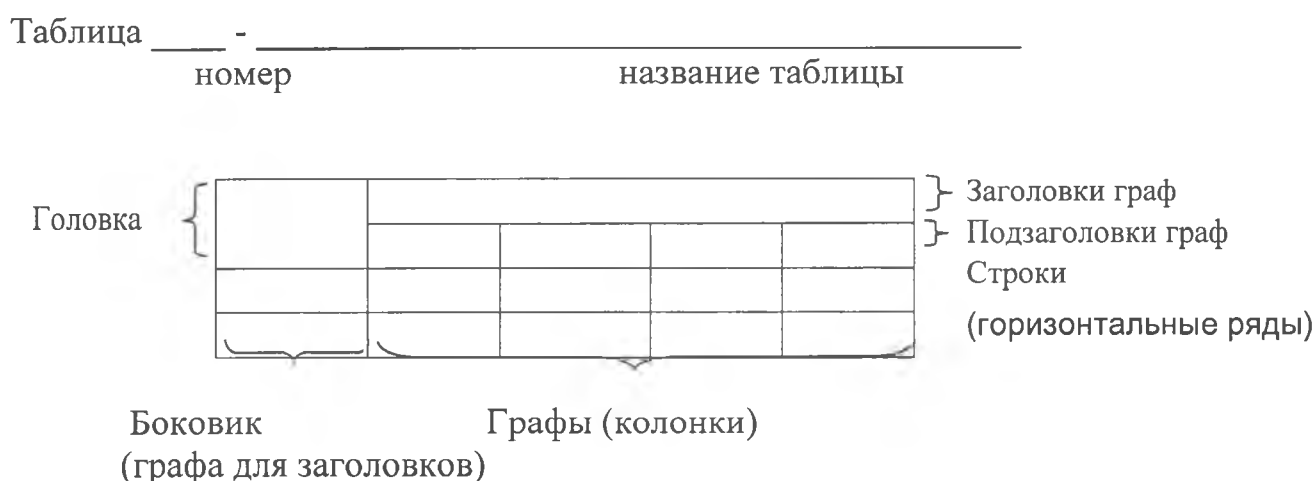 Таблица ____ - ____
номер название таблицы
Заголовки граф
Головка
Подзаголовки граф
Строки
(горизонтальные ряды)
Боковик Графы (колонки)
(графа для заголовков)